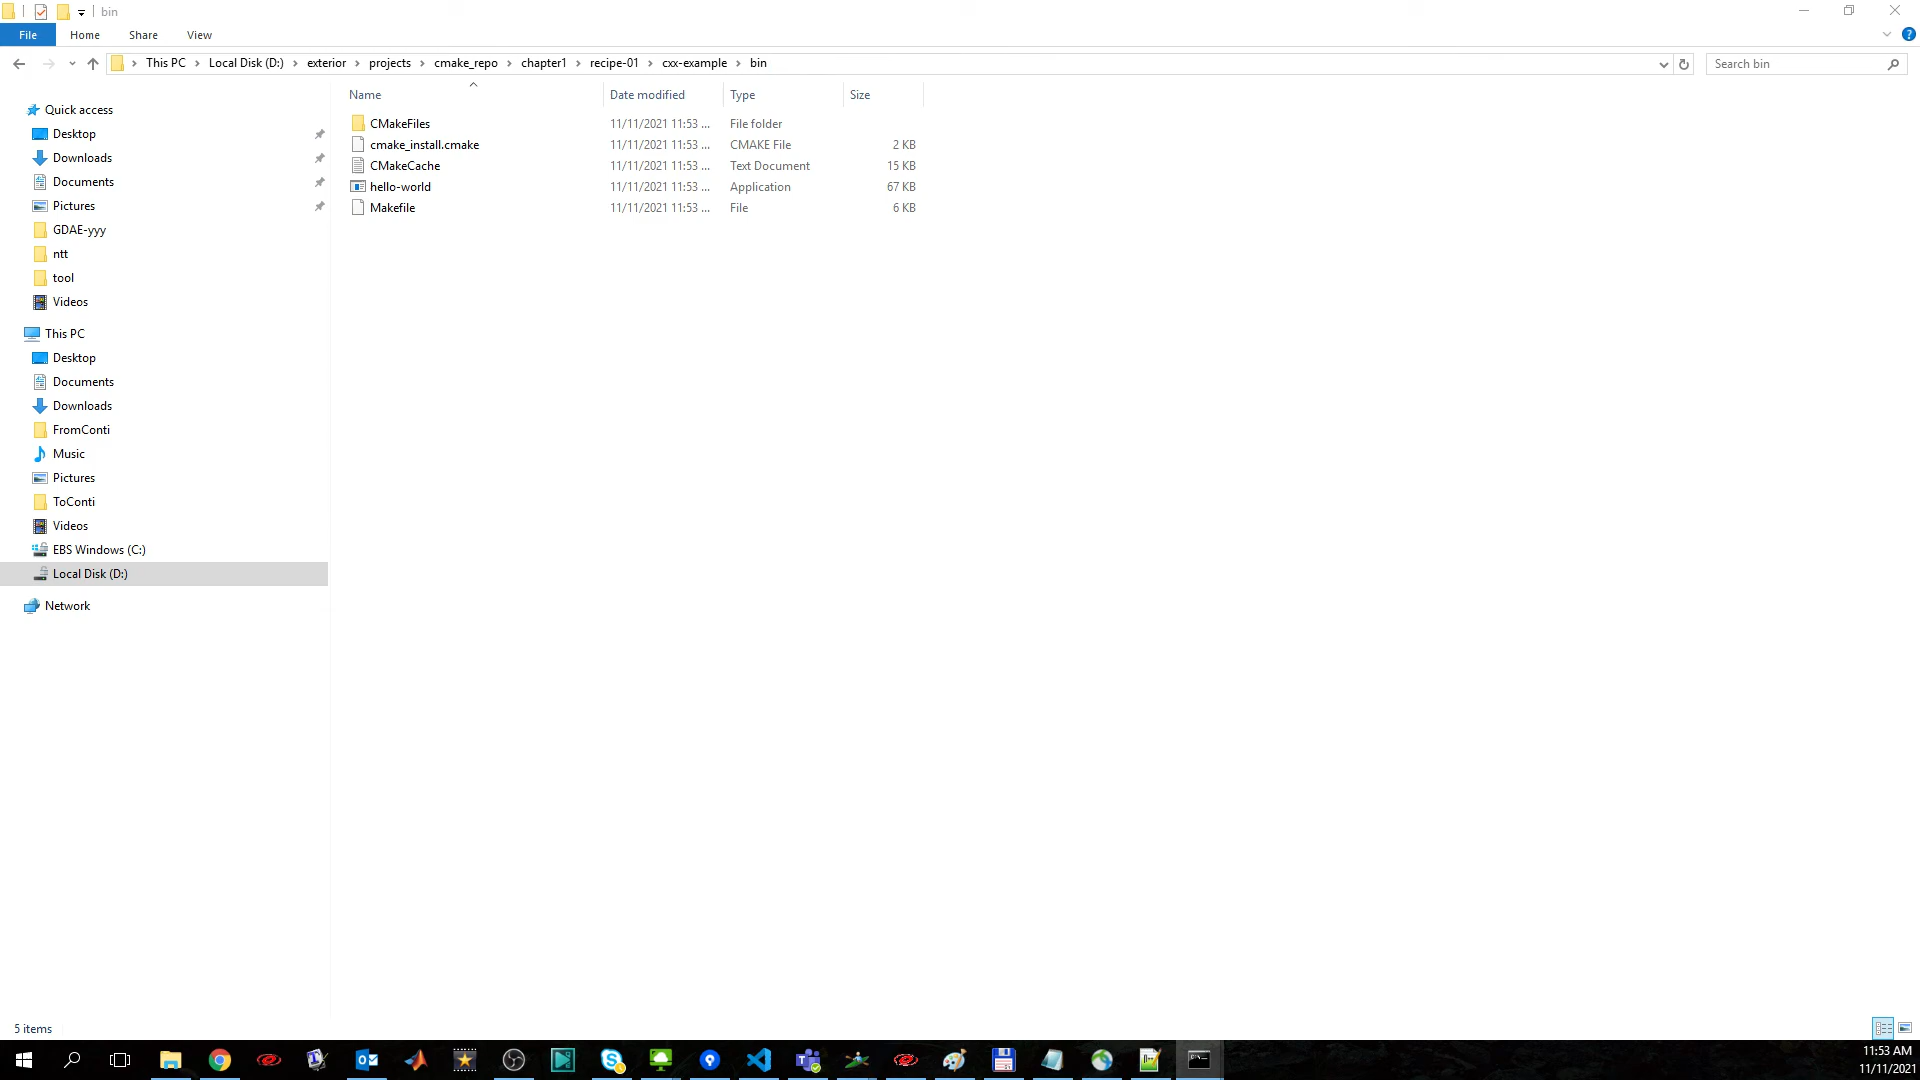 bin
File Home Share View
This PC Local Disk (D:) exterior projects cmake_repo chapter1 recipe-01 cxx-example bin Search bin
Name Date modified Type Size
CMakeFiles 11/11/2021 11:53 ... File folder
cmake_install.cmake 11/11/2021 11:53 ... CMAKE File 2 KB
CMakeCache 11/11/2021 11:53 ... Text Document 15 KB
hello-world 11/11/2021 11:53 ... Application 67 KB
Makefile 11/11/2021 11:53 ... File 6 KB
Quick access
Desktop
Downloads
Documents
Pictures
GDAE-yyy
ntt
tool
Videos
This PC
Desktop
Documents
Downloads
FromConti
Music
Pictures
ToConti
Videos
EBS Windows (C:)
Local Disk (D:)
Network
5 items
11:53 AM
11/11/2021